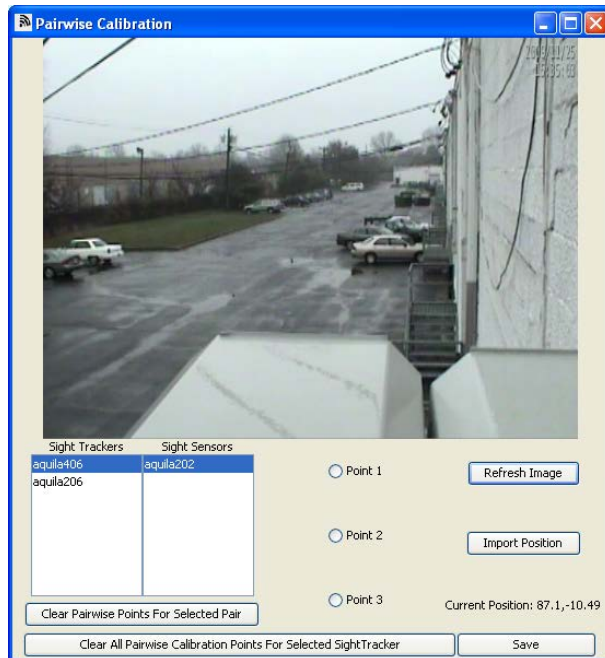 Pairwise Calibration
Sight Trackers Sight Sensors
aquila406 aquila202
aquila206
Point 1
Refresh Image
Point 2
Import Position
Point 3
Current Position: 87.1,-10.49
Clear Pairwise Points For Selected Pair
Clear All Pairwise Calibration Points For Selected SightTracker
Save